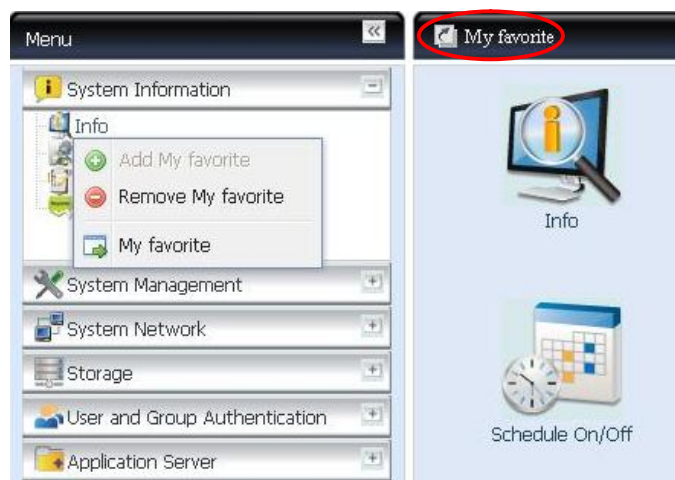 Menu
My favorite
System Information
Info
Add My favorite
Remove My favorite
My favorite
System Management
System Network
Storage
User and Group Authentication
Application Server
Info
Schedule On/Off